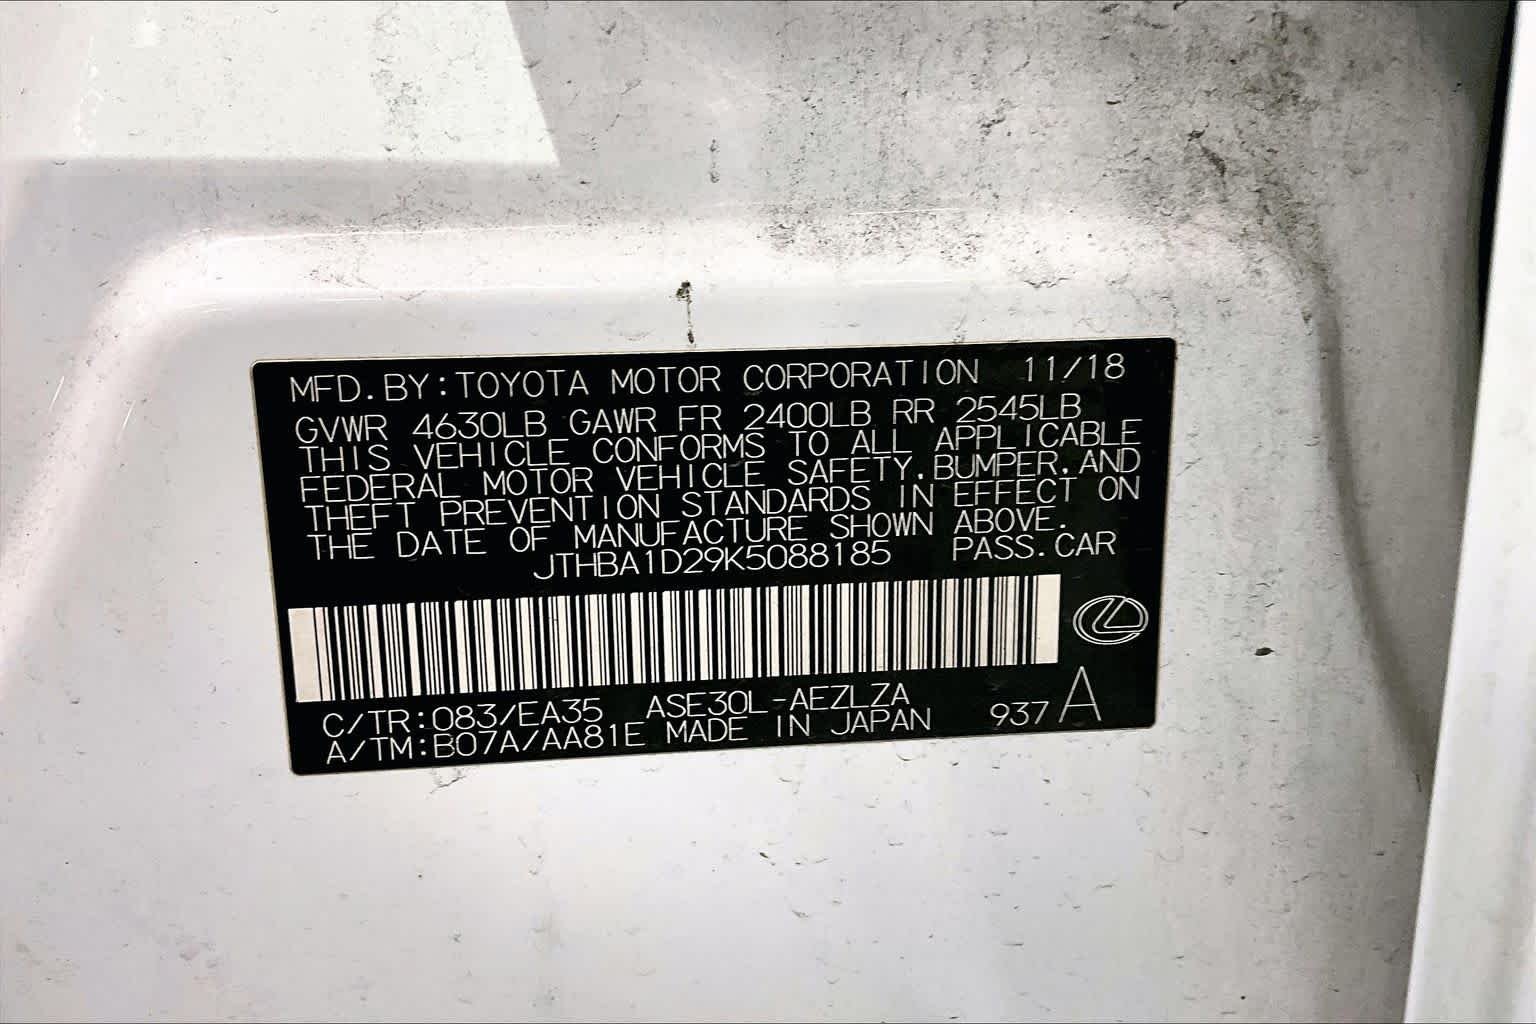 MFD.BY:TOYOTA MOTOR CORPORATION 11/18
GVWR 4630LB GAWR FR 2400LB RR 2545LB
THIS VEHICLE CONFORMS TO ALL APPLICABLE
FEDERAL MOTOR VEHICLE SAFETY,BUMPER,AND
THEFT PREVENTION STANDARDS IN EFFECT ON
THE DATE OF MANUFACTURE SHOWN ABOVE.
JTHBA1D29K5088185 PASS.CAR
C/TR:083/EA35 ASE30L-AEZLZA
A/TM:B07A/AA81E MADE IN JAPAN 937 A